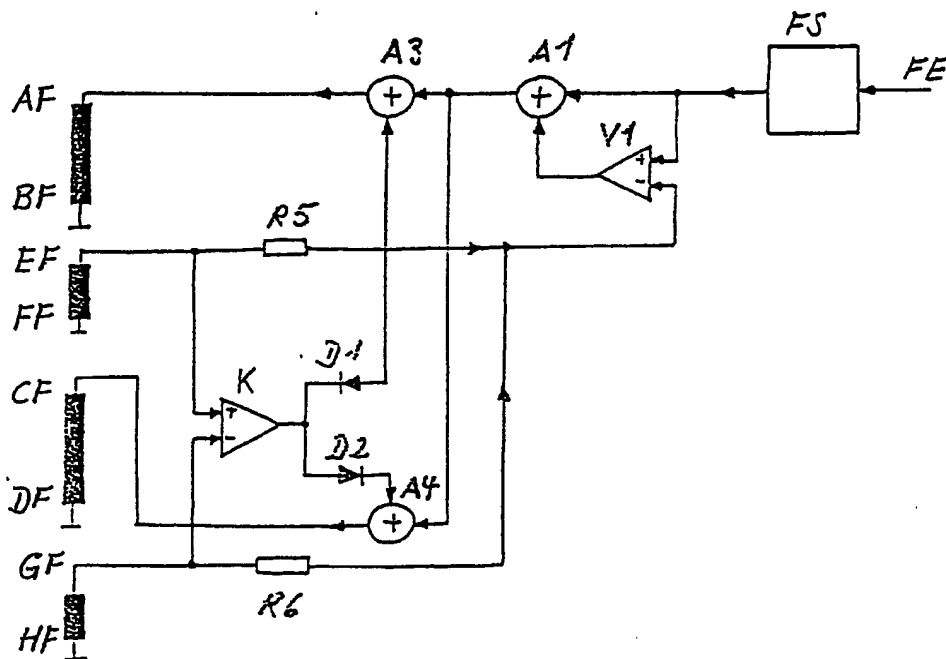 FS
A3
A1
FE
AF
V1
+
+
+
-
BF
R5
EF
FF
D1
K
CF
+
-
D2
A4
+
DF
GF
R6
HF